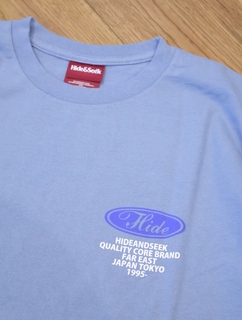 Hide&Seek
Hide
HIDEANDSEEK
QUALITY CORE BRAND
FAR EAST
JAPAN TOKYO
1995-